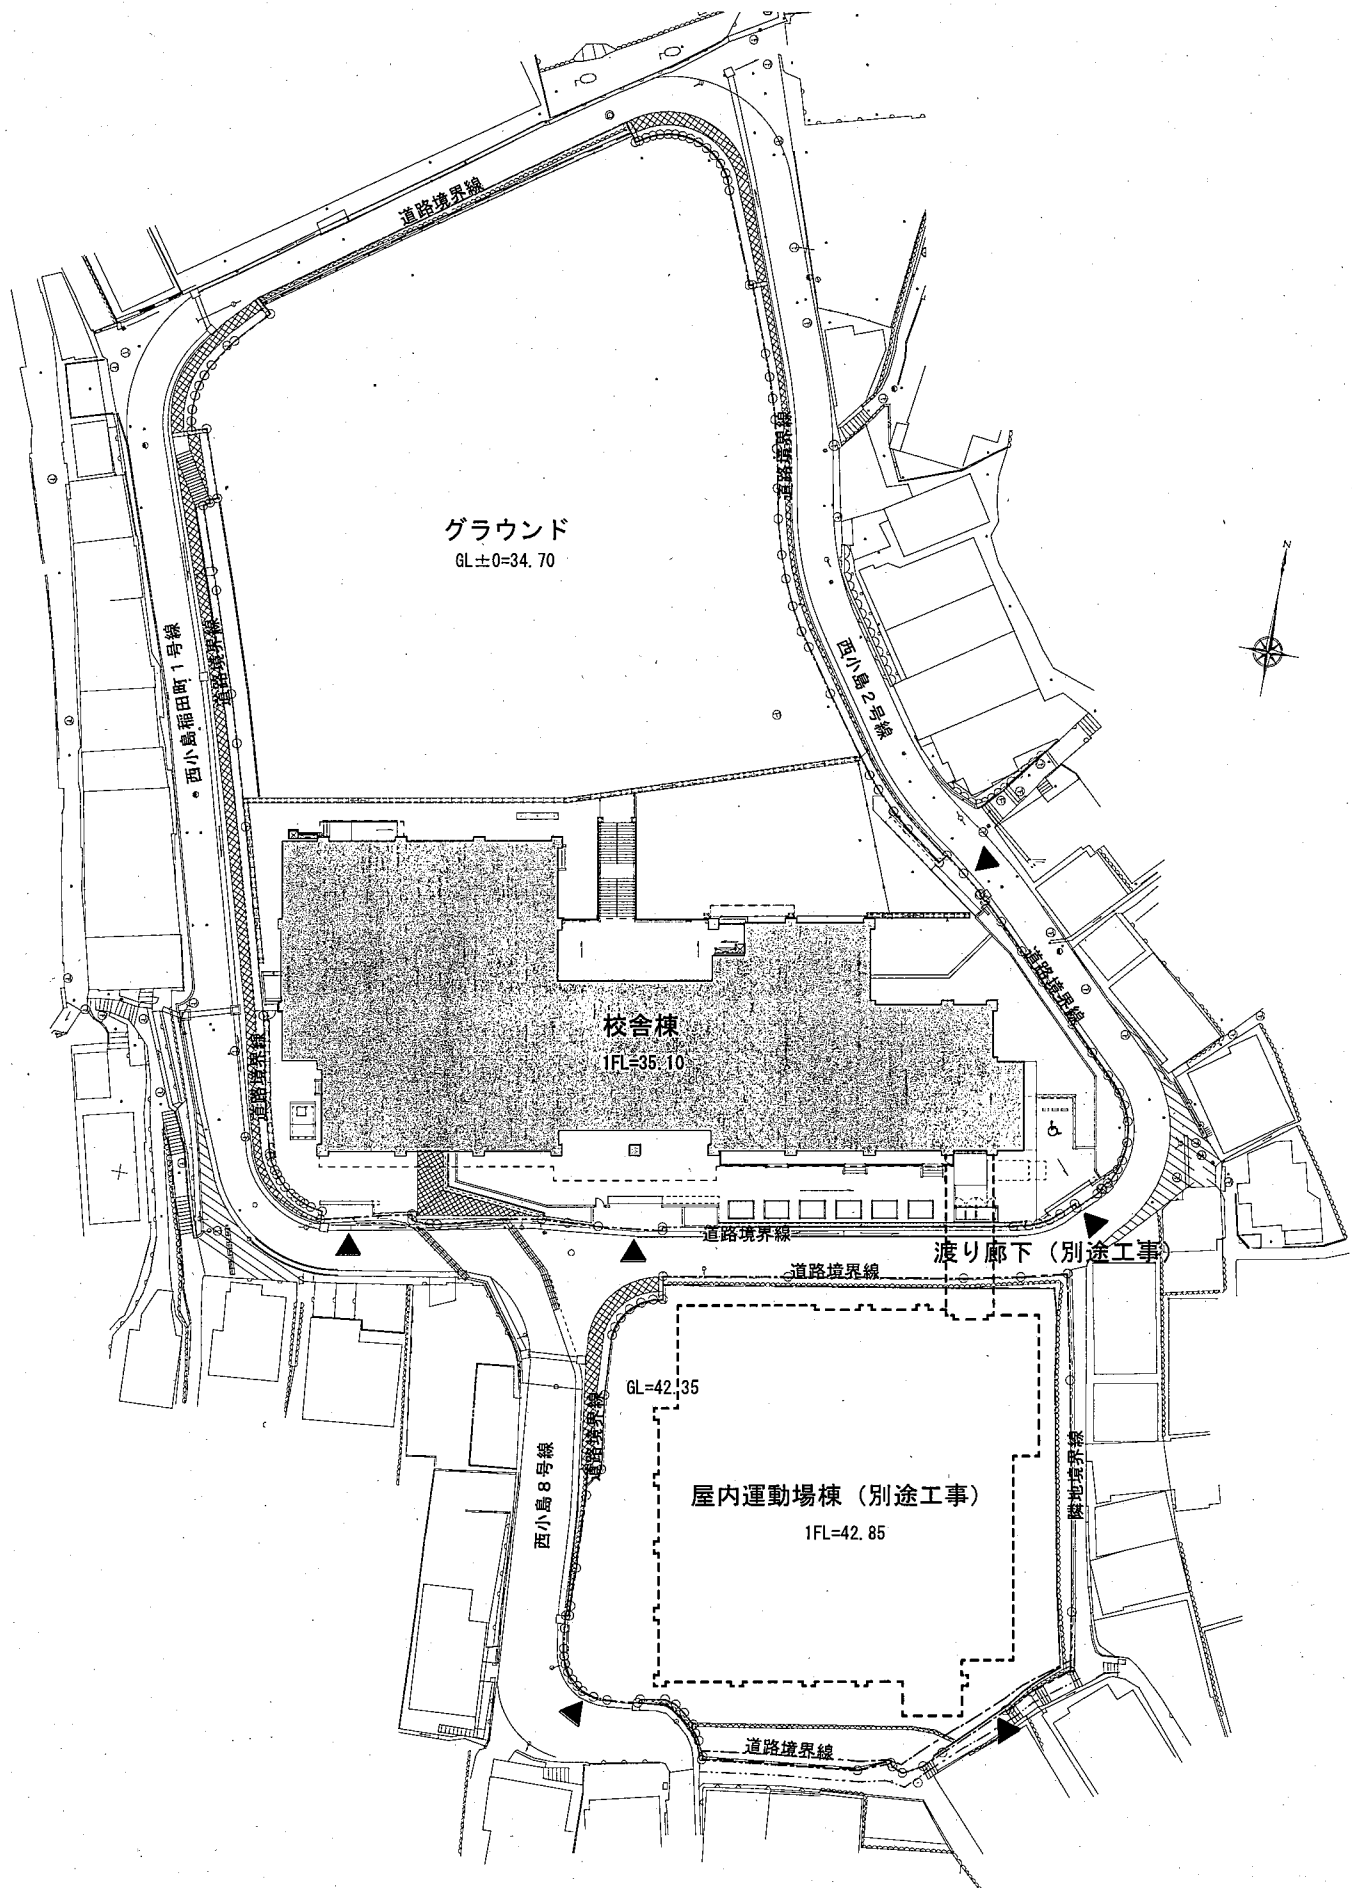 N
道路境界線
道路境界線
グラウンド
GL±0=34.70
西小島稲田町1号線
道路境界線
道路境界線
西小島2号線
道路境界線
校舎棟
1FL=35.10
道路境界線
道路境界線
渡り廊下（別途工事）
道路境界線
GL=42.35
道路境界線
西小島8号線
隣地境界線
屋内運動場棟（別途工事）
1FL=42.85
道路境界線